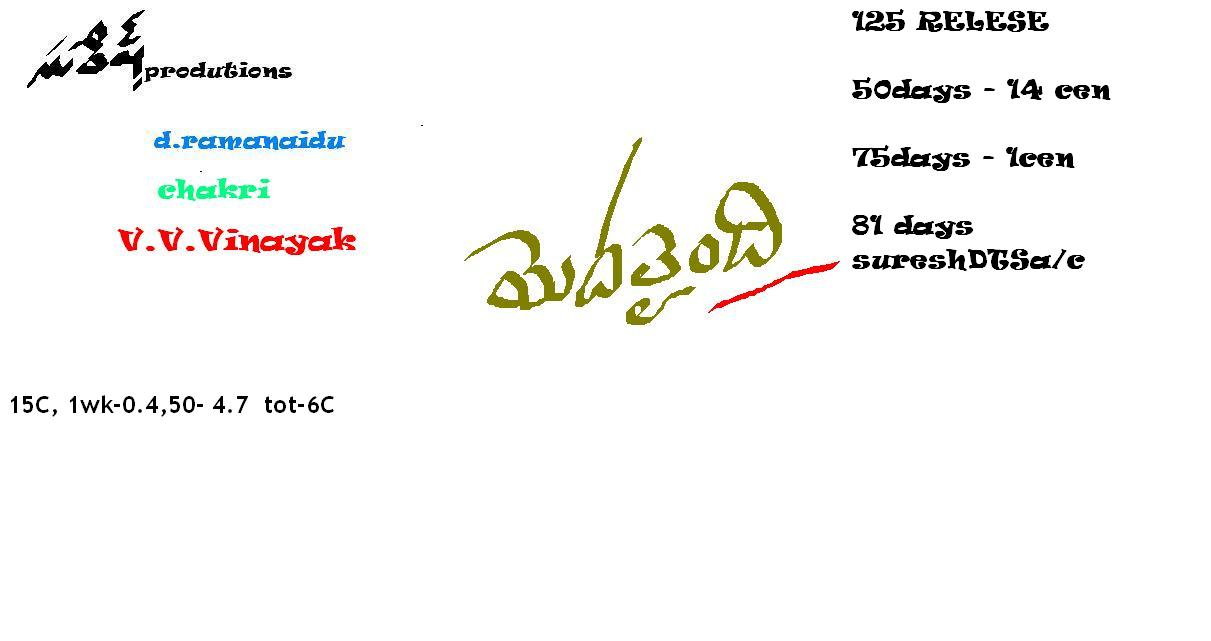 produtions
d.ramanaidu
chakri
V.V.Vinayak
125 RELESE
50days - 14 cen
75days - 1cen
81 days
sureshDTSa/c
15C, 1wk-0.4,50- 4.7 tot-6C